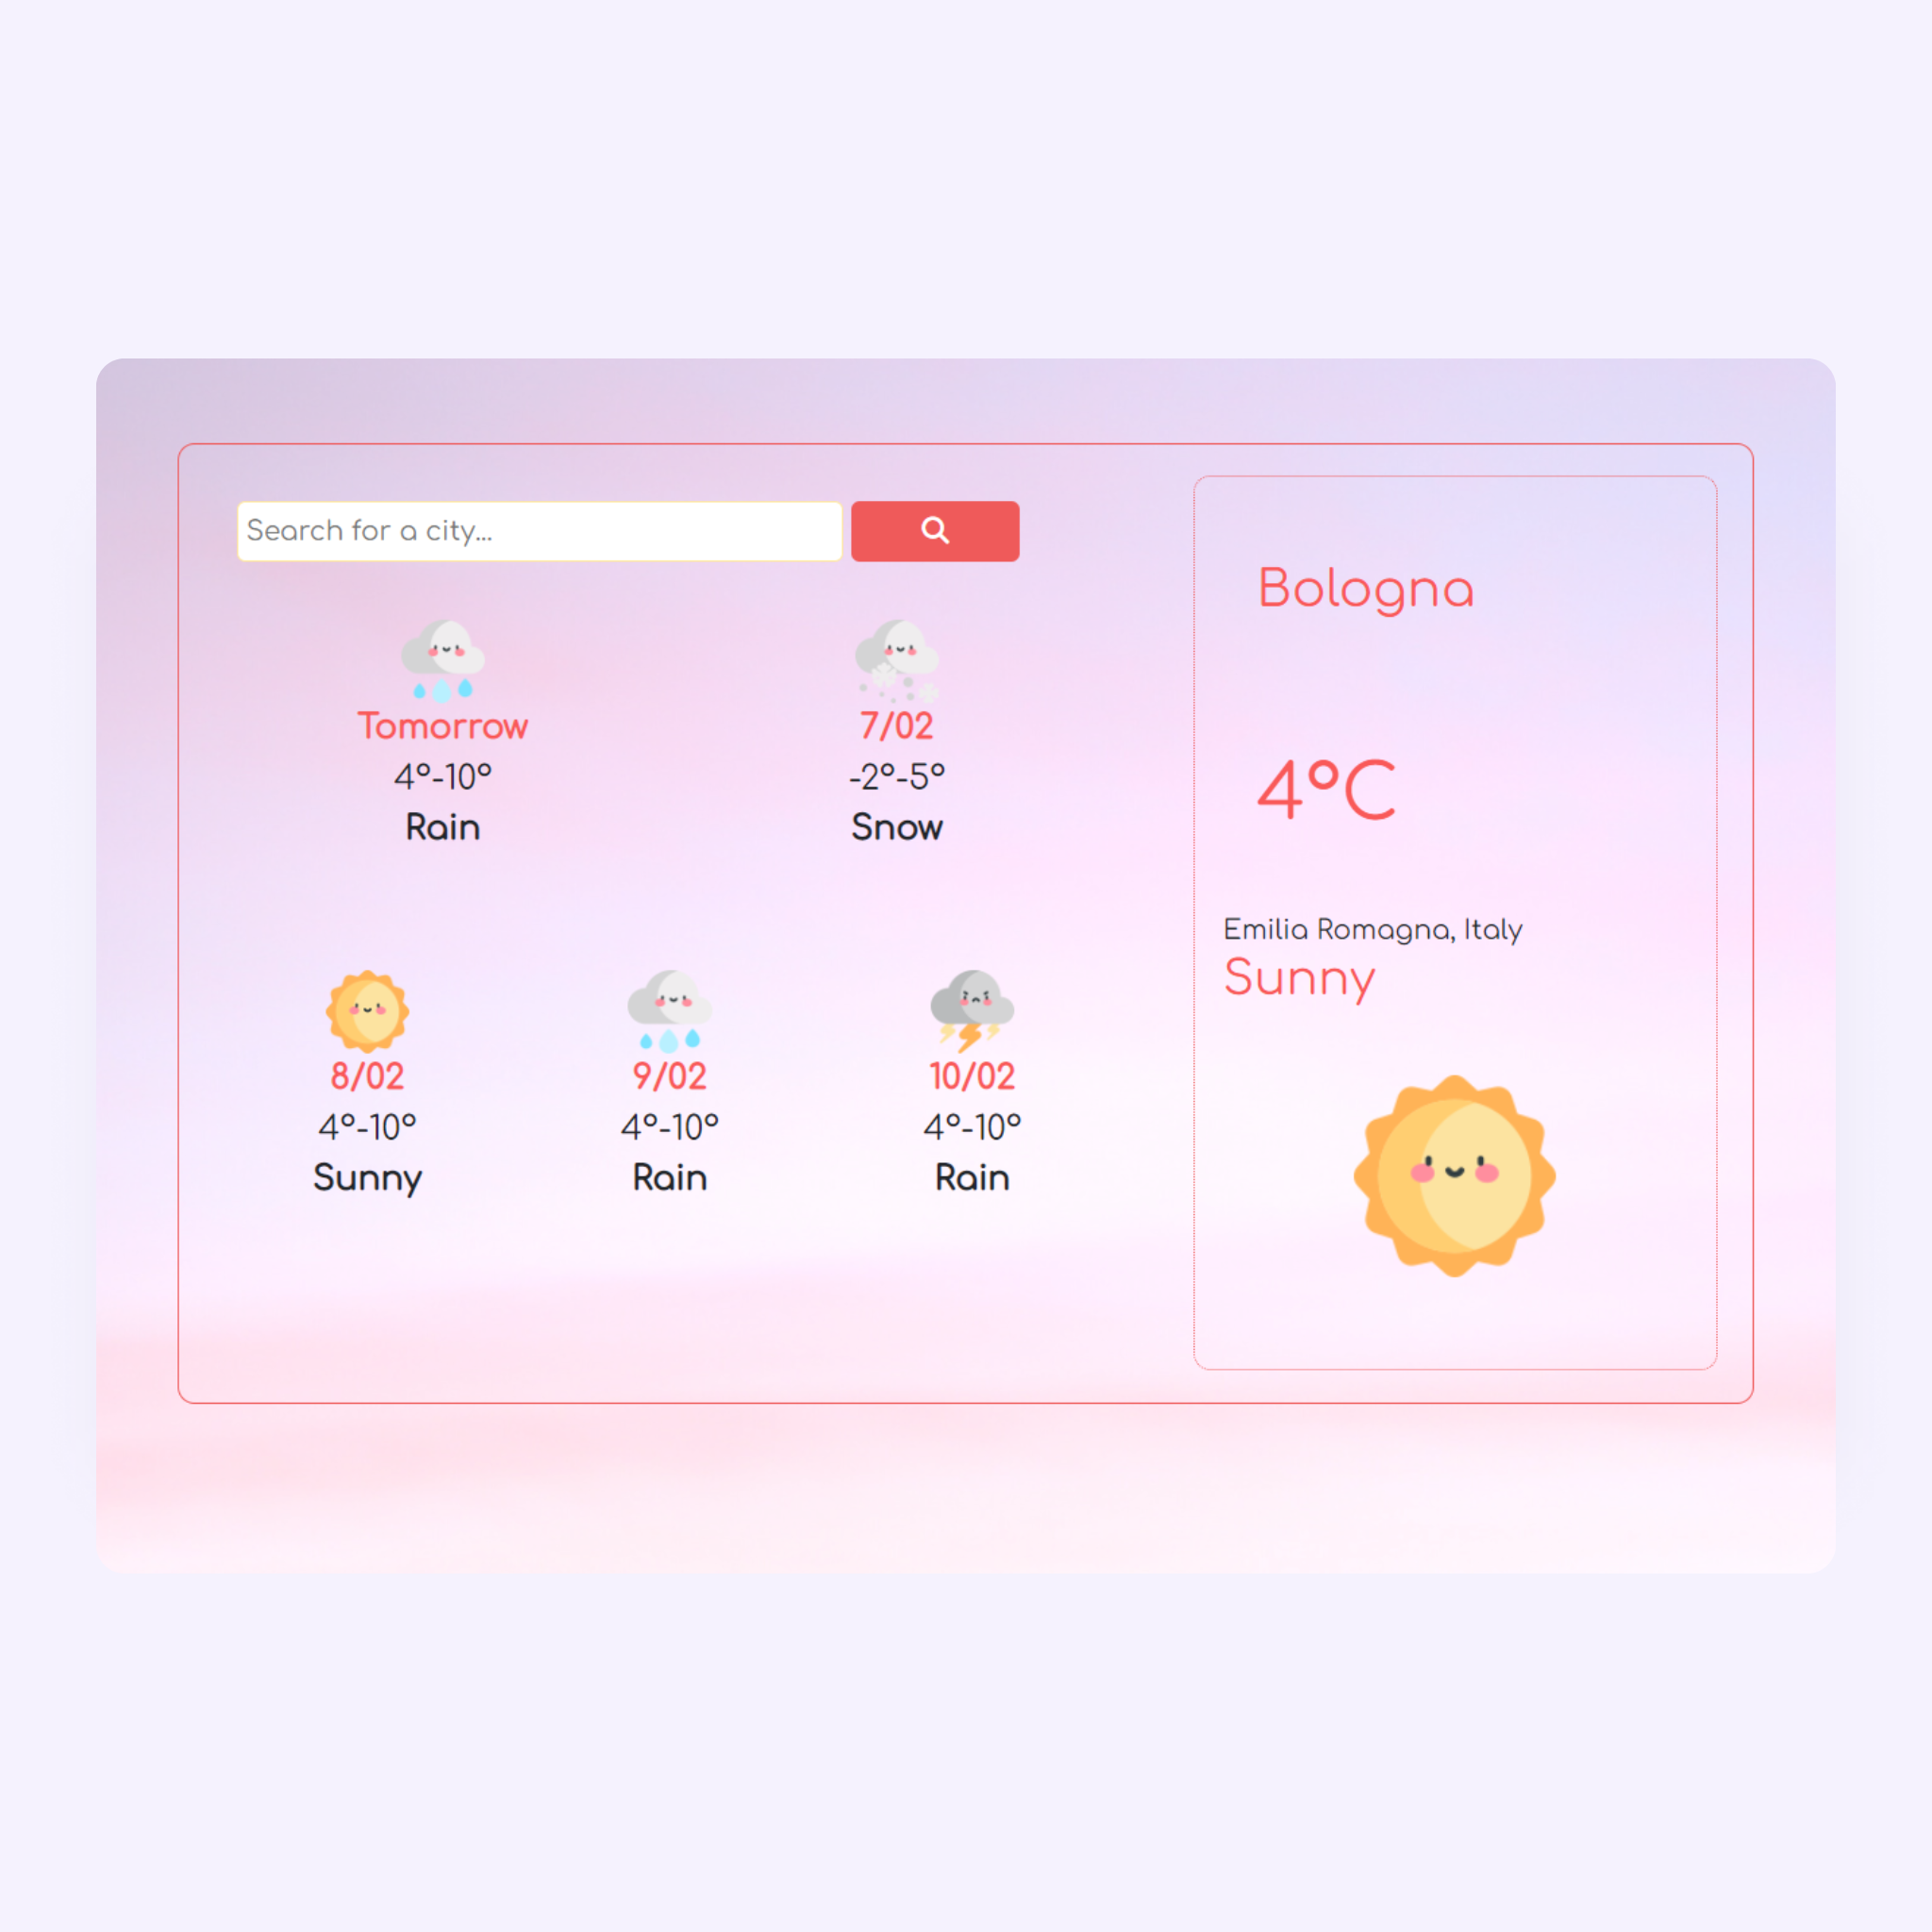 Search for a city...
Tomorrow
4°-10°
Rain
7/02
-2°-5°
Snow
8/02
4°-10°
Sunny
9/02
4°-10°
Rain
10/02
4°-10°
Rain
Bologna
4°C
Emilia Romagna, Italy
Sunny